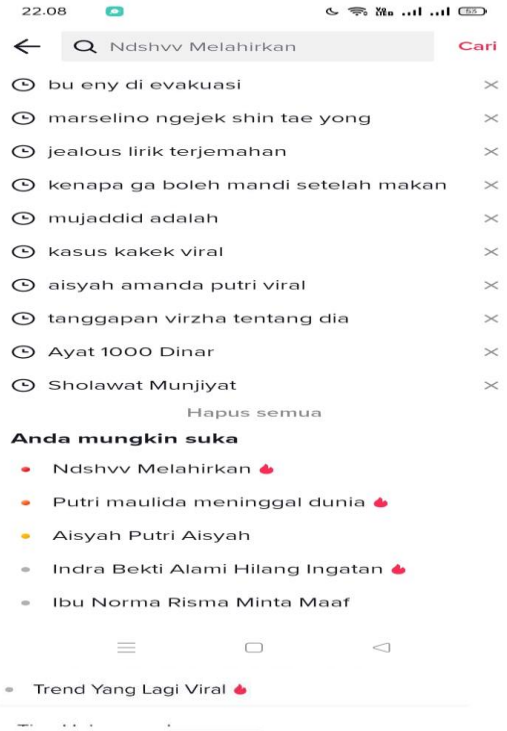 22.08
55
Ndshvv Melahirkan
Cari
bu eny di evakuasi
marselino ngejek shin tae yong
jealous lirik terjemahan
kenapa ga boleh mandi setelah makan
mujaddid adalah
kasus kakek viral
aisyah amanda putri viral
tanggapan virzha tentang dia
Ayat 1000 Dinar
Sholawat Munjiyat
Hapus semua
Anda mungkin suka
Ndshvv Melahirkan
Putri maulida meninggal dunia
Aisyah Putri Aisyah
Indra Bekti Alami Hilang Ingatan
Ibu Norma Risma Minta Maaf
Trend Yang Lagi Viral